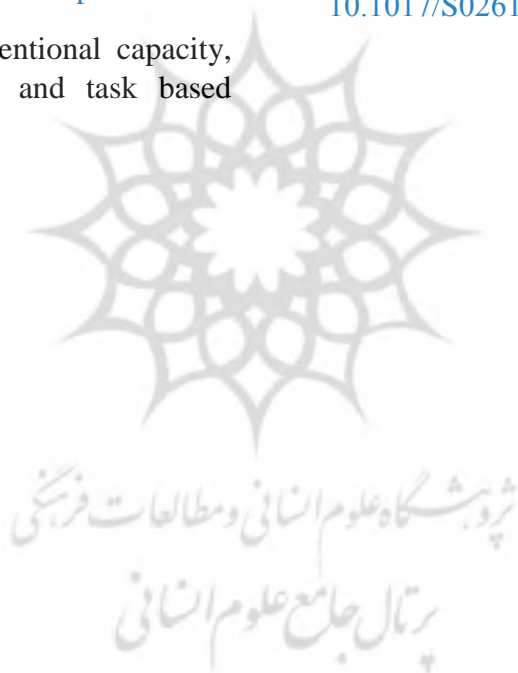 10.1017/S0261
entional capacity,
and task based
پژوهشگاه علوم انسانی و مطالعات فرهنگی
پرتال جامع علوم انسانی